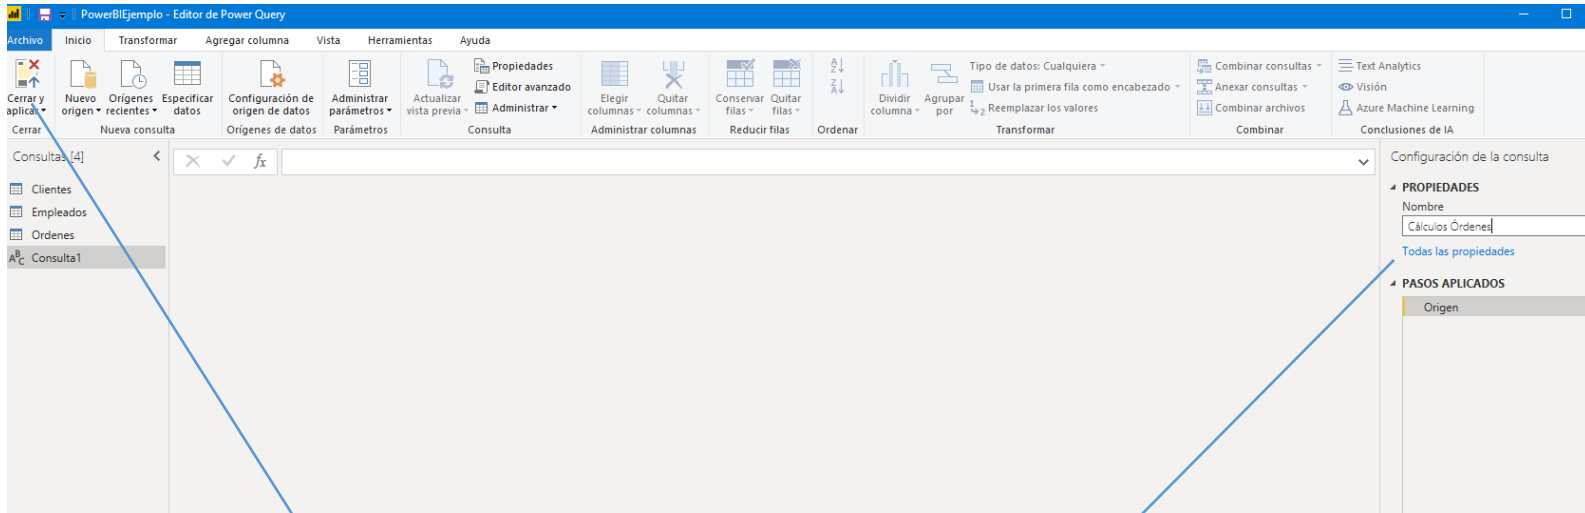 PowerBIEjemplo - Editor de Power Query
Archivo Inicio Transformar Agregar columna Vista Herramientas Ayuda
Cerrar y aplicar
Cerrar
Nuevo origen
Orígenes recientes
Especificar datos
Nueva consulta
Configuración de origen de datos
Orígenes de datos
Administrar parámetros
Parámetros
Actualizar vista previa
Propiedades
Editor avanzado
Administrar
Consulta
Elegir columnas
Quitar columnas
Administrar columnas
Conservar filas
Quitar filas
Reducir filas
Ordenar
Dividir columna
Agrupar por
Tipo de datos: Cualquiera
Usar la primera fila como encabezado
Reemplazar los valores
Transformar
Combinar consultas
Anexar consultas
Combinar archivos
Combinar
Text Analytics
Visión
Azure Machine Learning
Conclusiones de IA
Consultas [4]
Clientes
Empleados
Ordenes
Consulta1
fx
Configuración de la consulta
PROPIEDADES
Nombre
Cálculos Órdenes
Todas las propiedades
PASOS APLICADOS
Origen